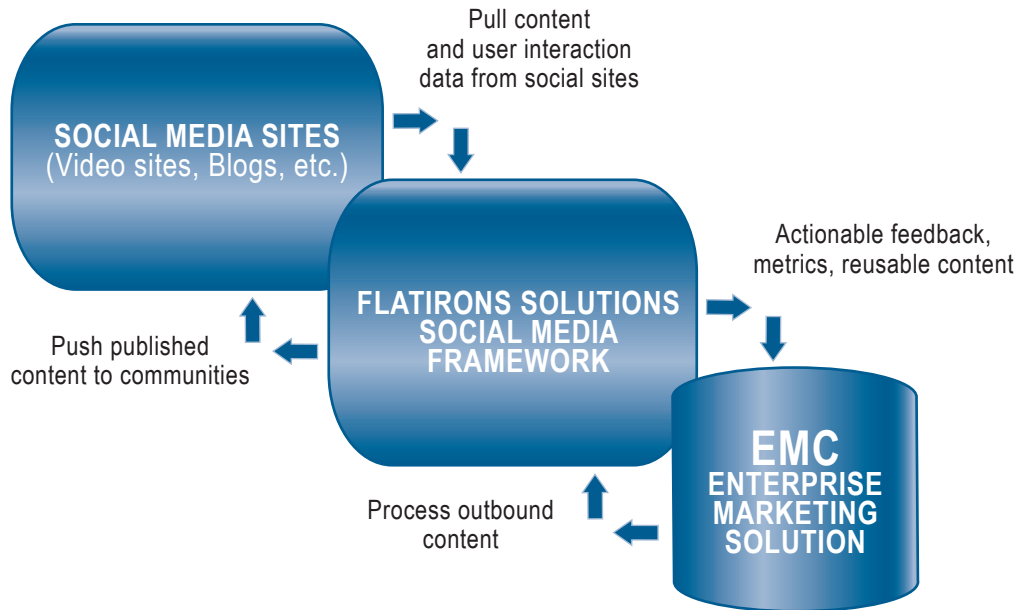 Pull content
and user interaction
data from social sites
SOCIAL MEDIA SITES
(Video sites, Blogs, etc.)
Actionable feedback,
metrics, reusable content
FLATIRONS SOLUTIONS
SOCIAL MEDIA
FRAMEWORK
Push published
content to communities
EMC
ENTERPRISE
MARKETING
SOLUTION
Process outbound
content